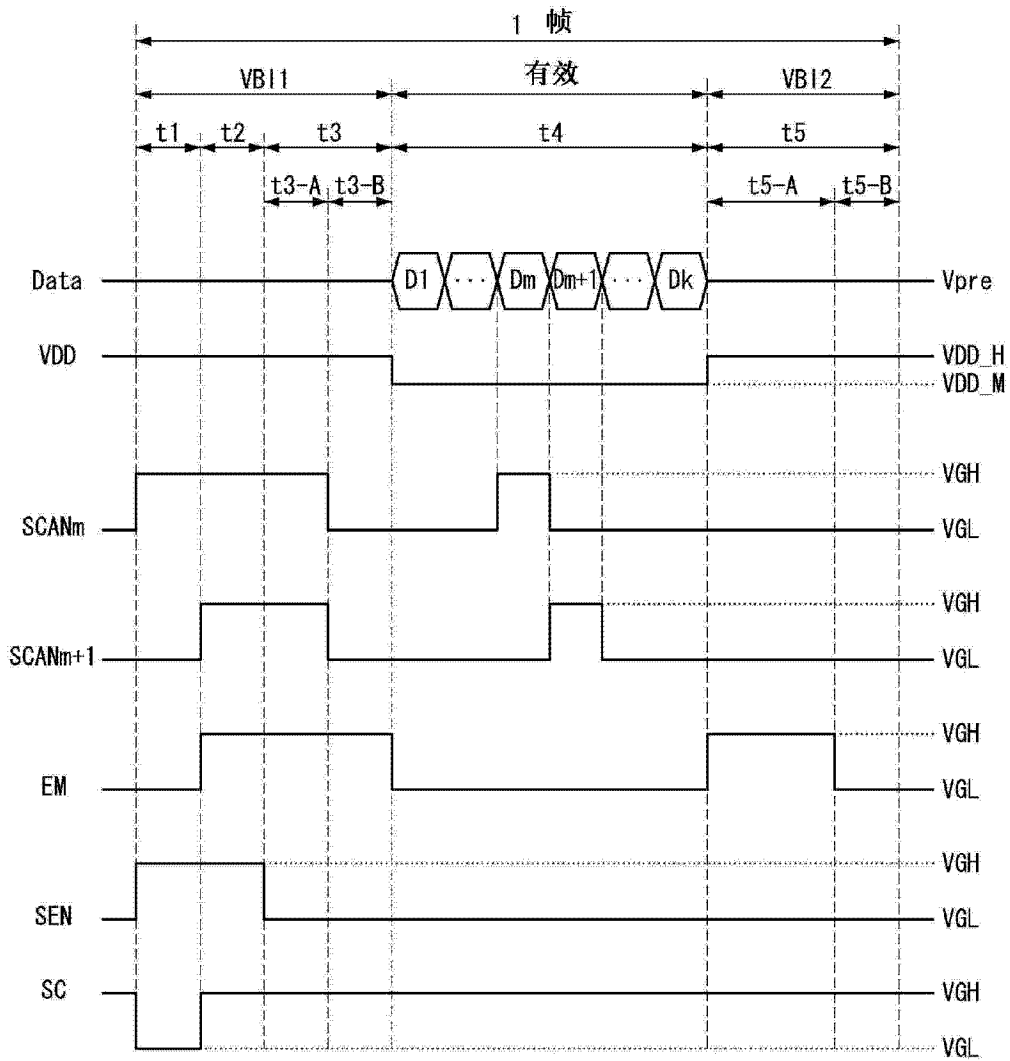 1 帧
VBI1 有效 VBI2
t1 t2 t3 t4 t5
t3-A t3-B t5-A t5-B
Data D1 ··· Dm Dm+1 ··· Dk Vpre
VDD VDD_H
VDD_M
VGH
SCANm VGL
VGH
SCANm+1 VGL
VGH
EM VGL
VGH
SEN VGL
SC VGH
VGL